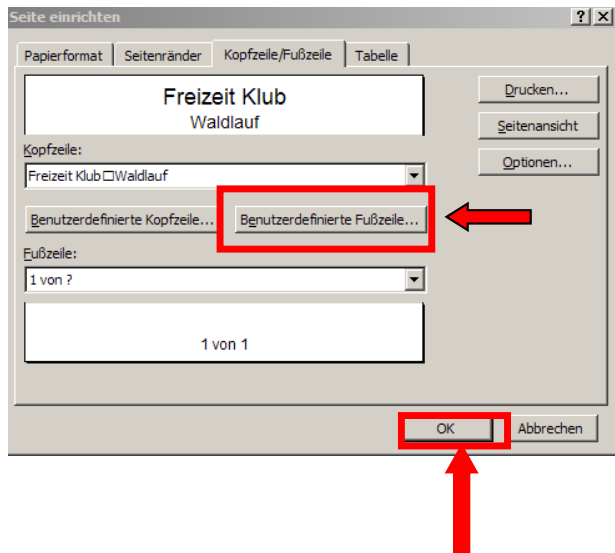 Seite einrichten
Papierformat Seitenränder Kopfzeile/Fußzeile Tabelle
Freizeit Klub
Waldlauf
Drucken...
Seitenansicht
Optionen...
Kopfzeile:
Freizeit Klub□Waldlauf
Benutzerdefinierte Kopfzeile... Benutzerdefinierte Fußzeile...
Fußzeile:
1 von ?
1 von 1
OK Abbrechen